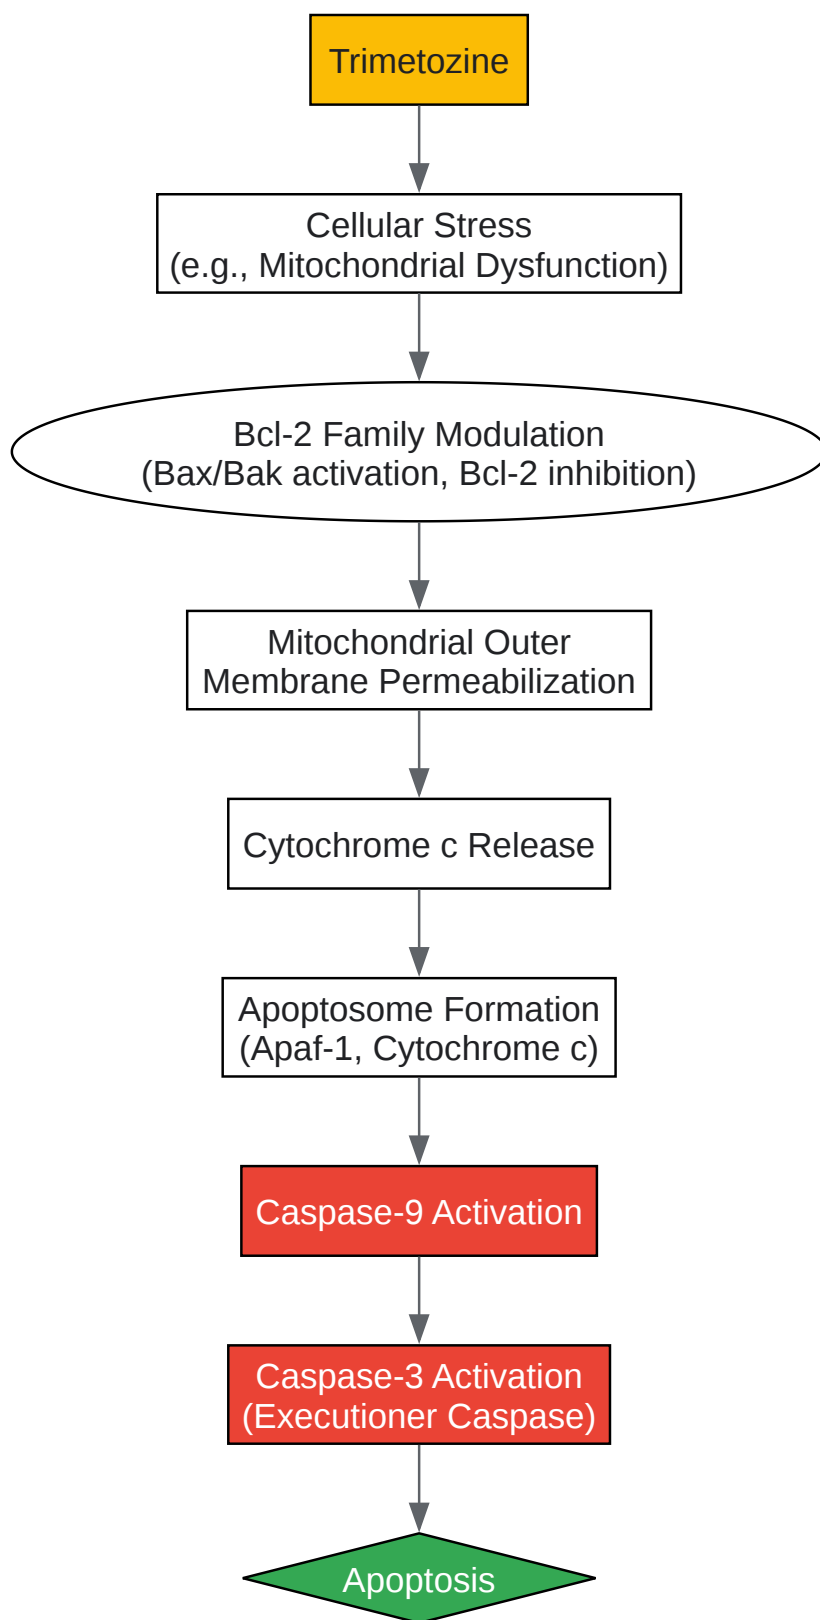 Trimetozine
Cellular Stress
(e.g., Mitochondrial Dysfunction)
Bcl-2 Family Modulation
(Bax/Bak activation, Bcl-2 inhibition)
Mitochondrial Outer
Membrane Permeabilization
Cytochrome c Release
Apoptosome Formation
(Apaf-1, Cytochrome c)
Caspase-9 Activation
Caspase-3 Activation
(Executioner Caspase)
Apoptosis